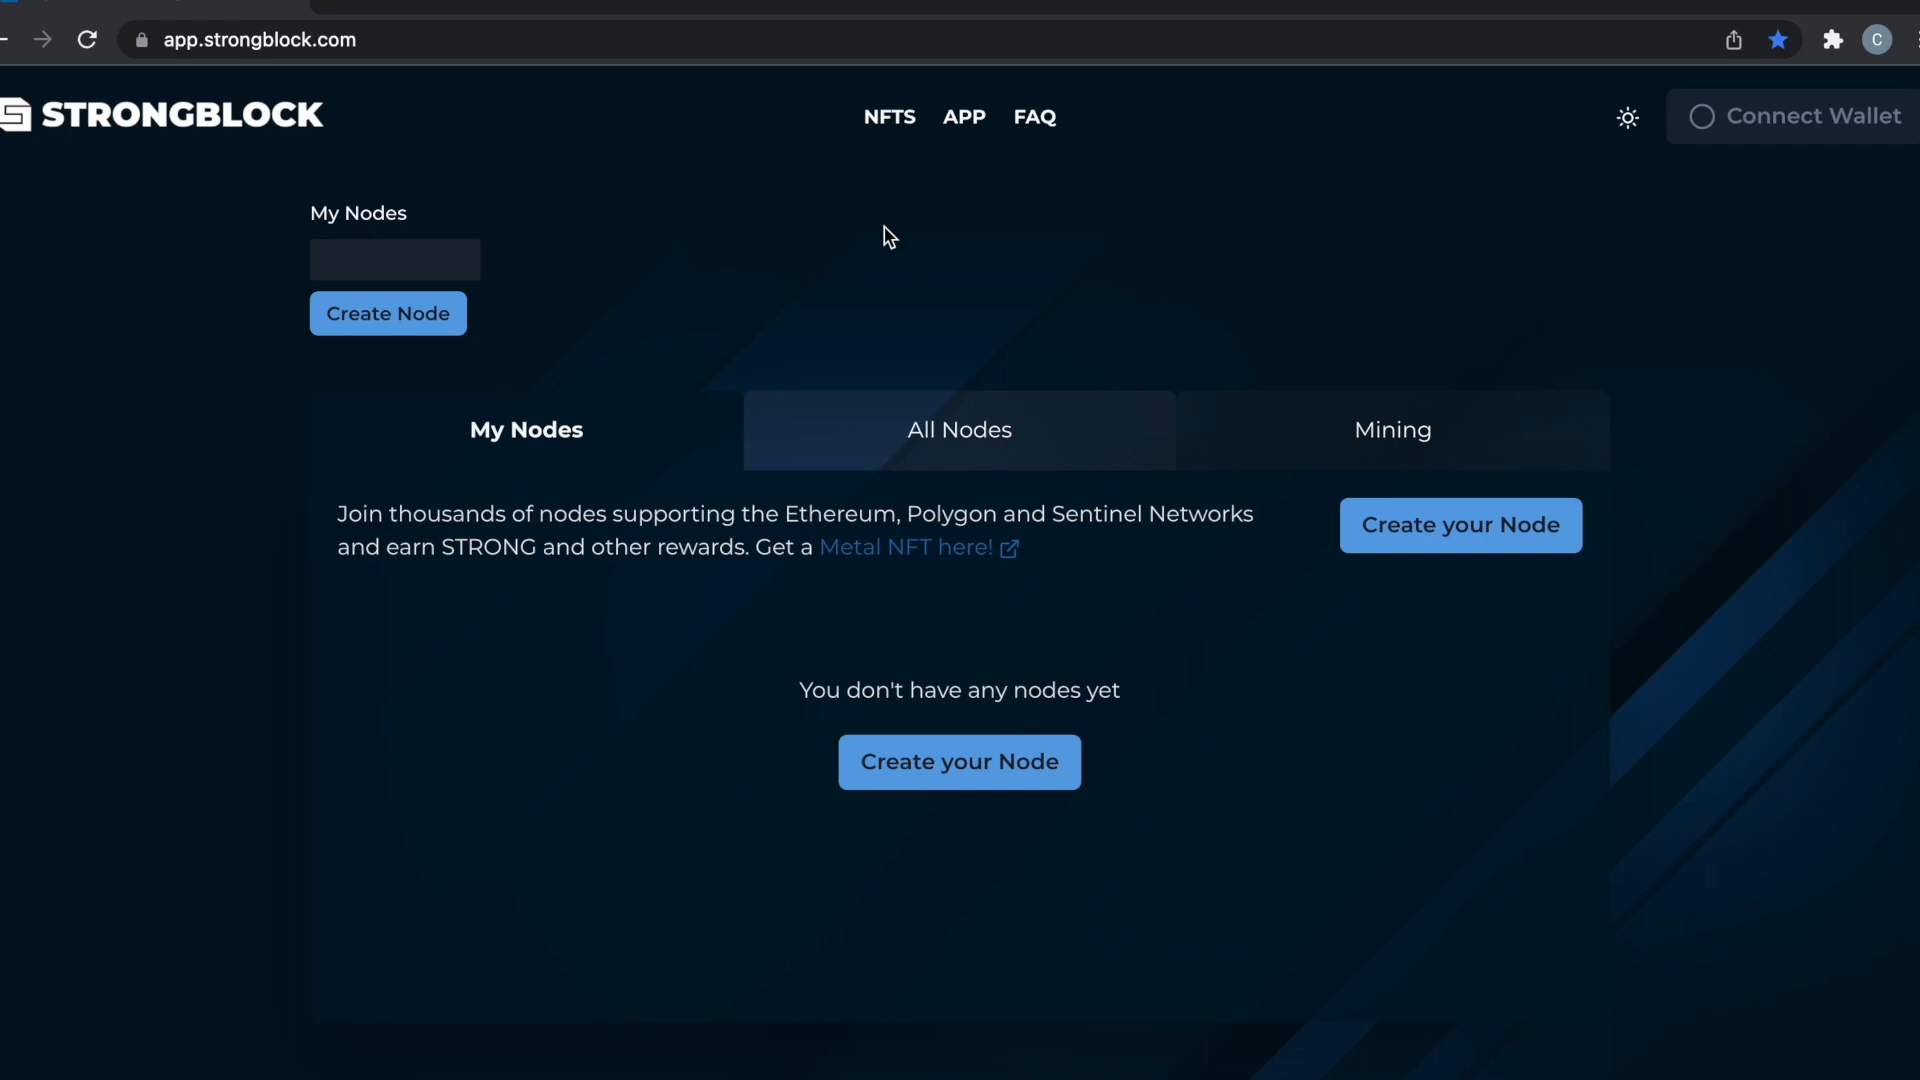 app.strongblock.com
C
STRONGBLOCK
NFTS APP FAQ
Connect Wallet
My Nodes
Create Node
My Nodes
All Nodes
Mining
Join thousands of nodes supporting the Ethereum, Polygon and Sentinel Networks
and earn STRONG and other rewards. Get a Metal NFT here!
Create your Node
You don't have any nodes yet
Create your Node